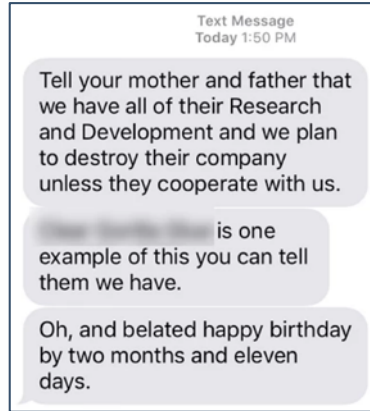 Text Message
Today 1:50 PM
Tell your mother and father that
we have all of their Research
and Development and we plan
to destroy their company
unless they cooperate with us.
is one
example of this you can tell
them we have.
Oh, and belated happy birthday
by two months and eleven
days.